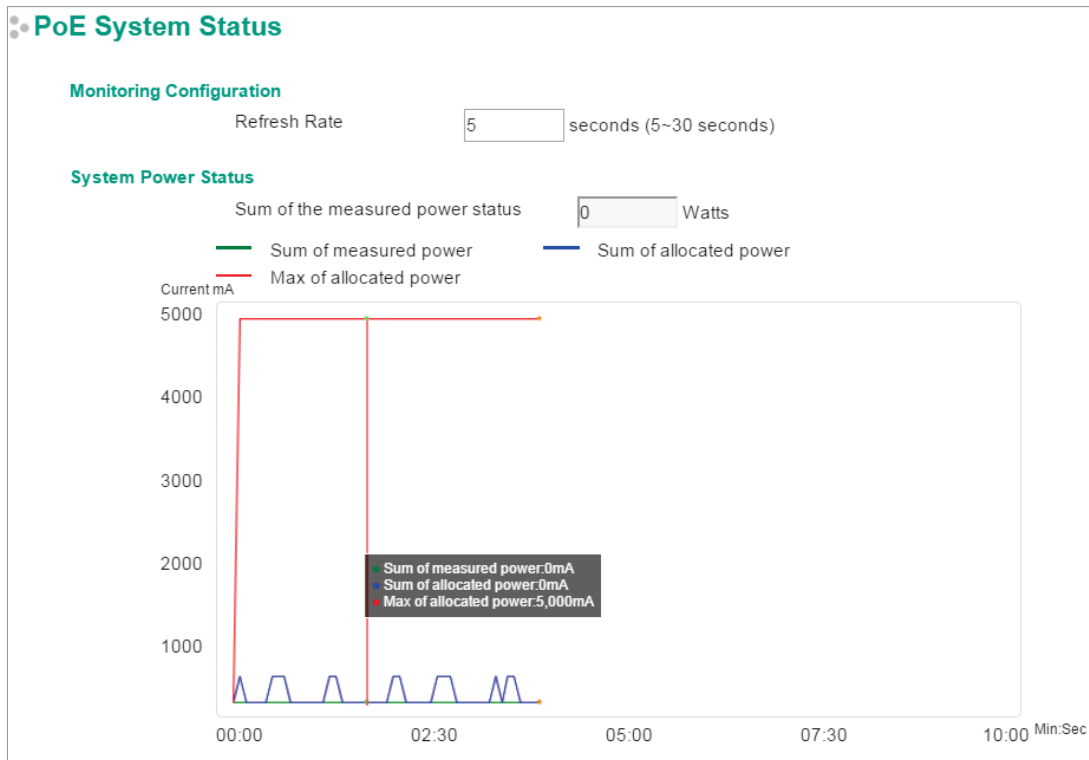 PoE System Status
Monitoring Configuration
Refresh Rate 5 seconds (5~30 seconds)
System Power Status
Sum of the measured power status 0 Watts
Sum of measured power Sum of allocated power
Max of allocated power
Current mA
5000
4000
3000
2000
Sum of measured power:0mA
Sum of allocated power:0mA
Max of allocated power:5,000mA
1000
00:00 02:30 05:00 07:30 10:00 Min:Sec